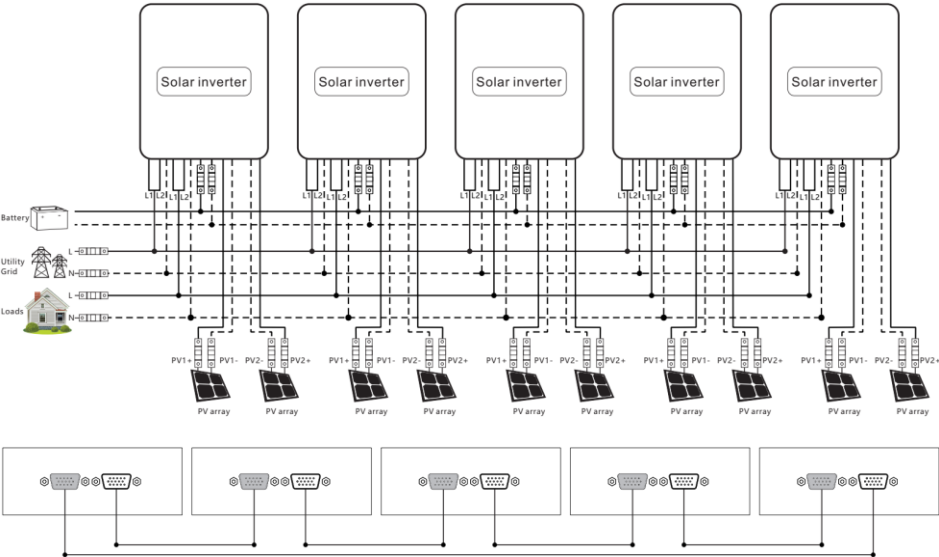 Solar inverter Solar inverter Solar inverter Solar inverter Solar inverter
L1 L2 L1 L2 L1 L2 L1 L2 L1 L2 L1 L2 L1 L2 L1 L2 L1 L2 L1 L2
Battery
L
Utility
Grid
N
L
Loads
N
PV1+ PV1- PV2- PV2+ PV1+ PV1- PV2- PV2+ PV1+ PV1- PV2- PV2+ PV1+ PV1- PV2- PV2+ PV1+ PV1- PV2- PV2+
PV array PV array PV array PV array PV array PV array PV array PV array PV array PV array